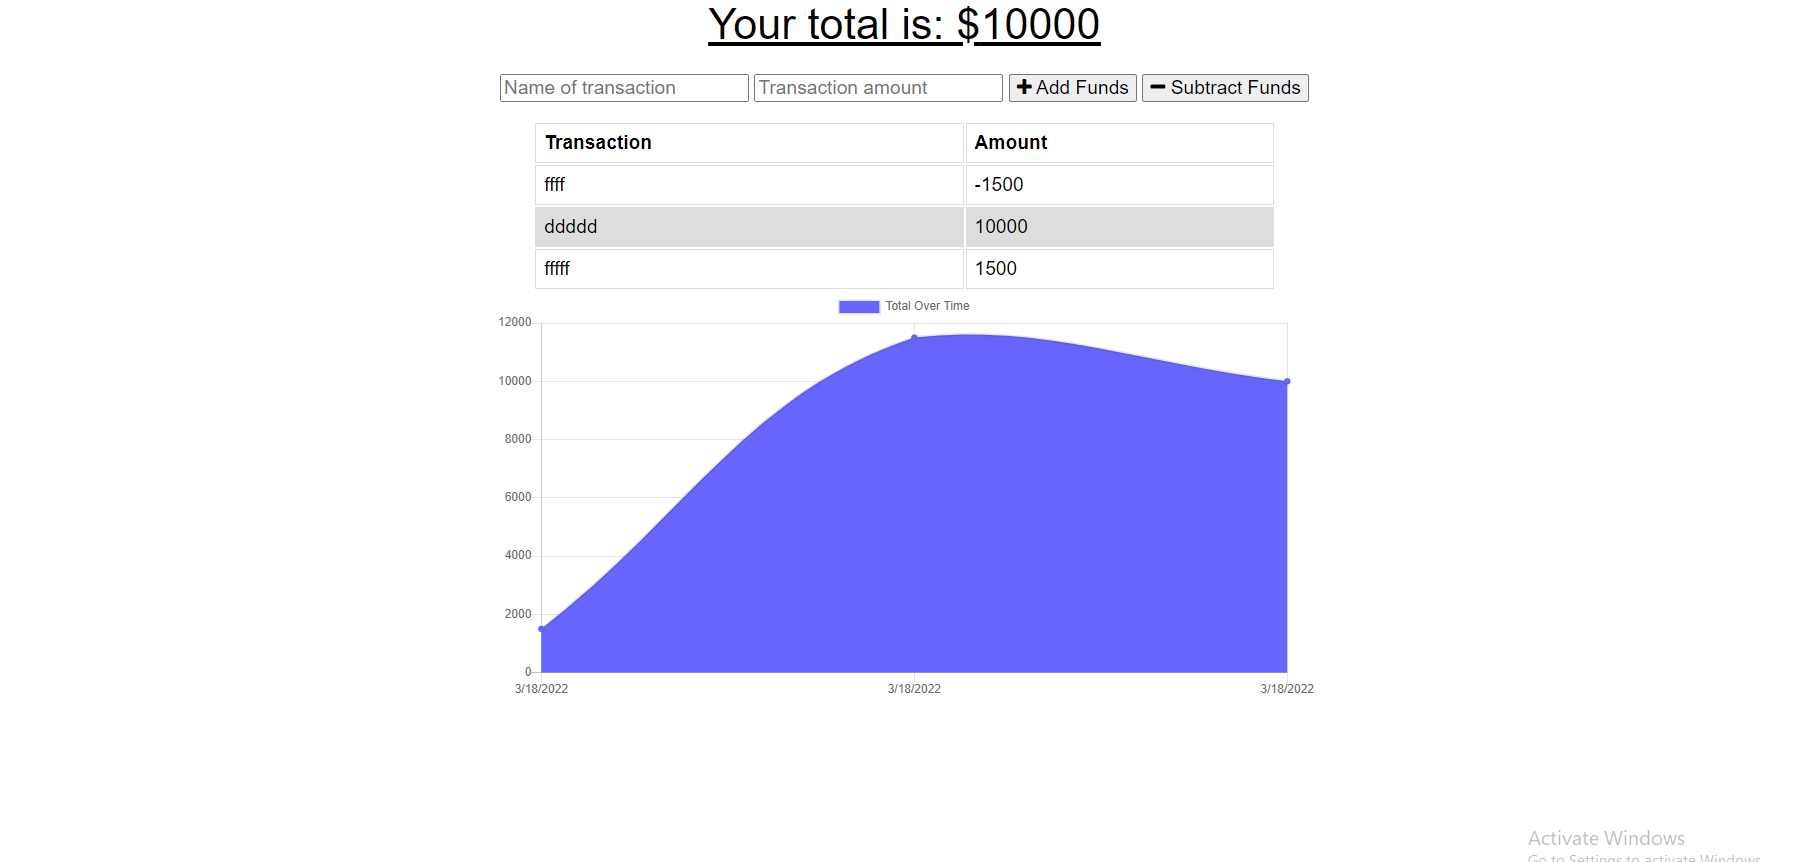 Your total is: $10000
Name of transaction Transaction amount Add Funds Subtract Funds
Transaction Amount
ffff -1500
ddddd 10000
fffff 1500
Total Over Time
12000
10000
8000
6000
4000
2000
0
3/18/2022 3/18/2022 3/18/2022
Activate Windows
Go to Settings to activate Windows.